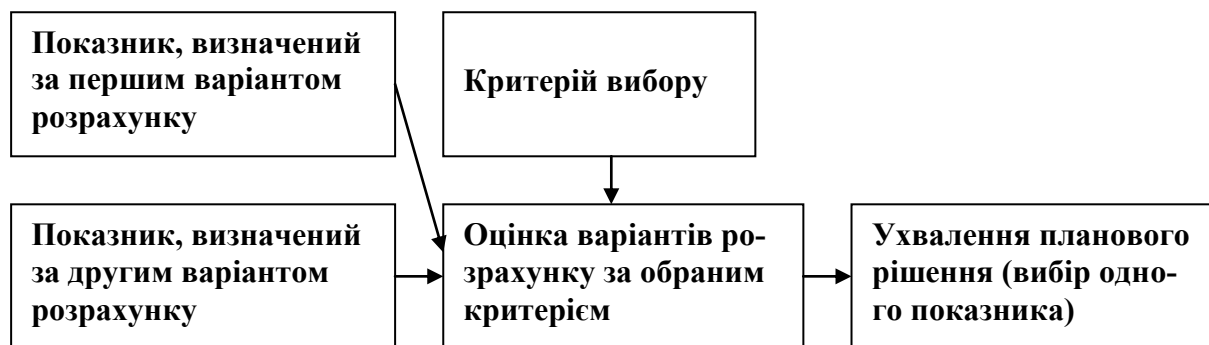 Показник, визначений
за першим варіантом
розрахунку
Критерій вибору
Показник, визначений
за другим варіантом
розрахунку
Оцінка варіантів ро-
зрахунку за обраним
критерієм
Ухвалення планового
рішення (вибір одно-
го показника)